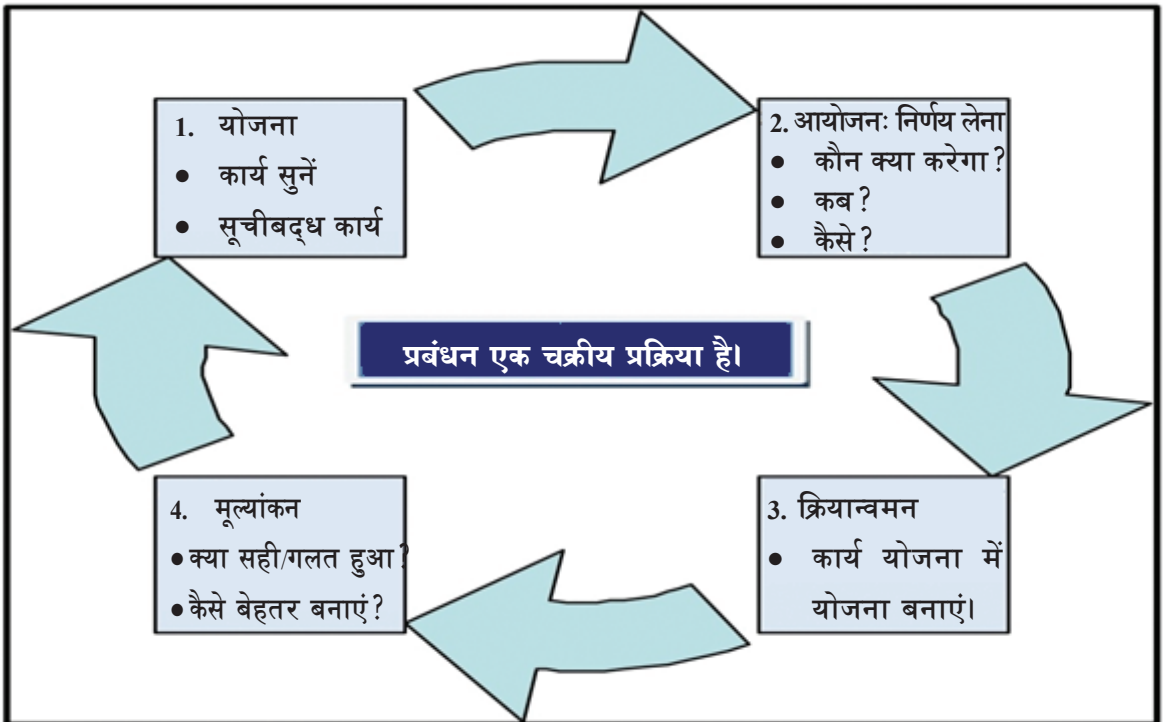 1. योजना
• कार्य सुनें
• सूचीबद्ध कार्य
2. आयोजनः निर्णय लेना
• कौन क्या करेगा?
• कब?
• कैसे?
प्रबंधन एक चक्रीय प्रक्रिया है।
3. क्रियान्वमन
• कार्य योजना में
योजना बनाएं।
4. मूल्यांकन
• क्या सही/गलत हुआ?
• कैसे बेहतर बनाएं?